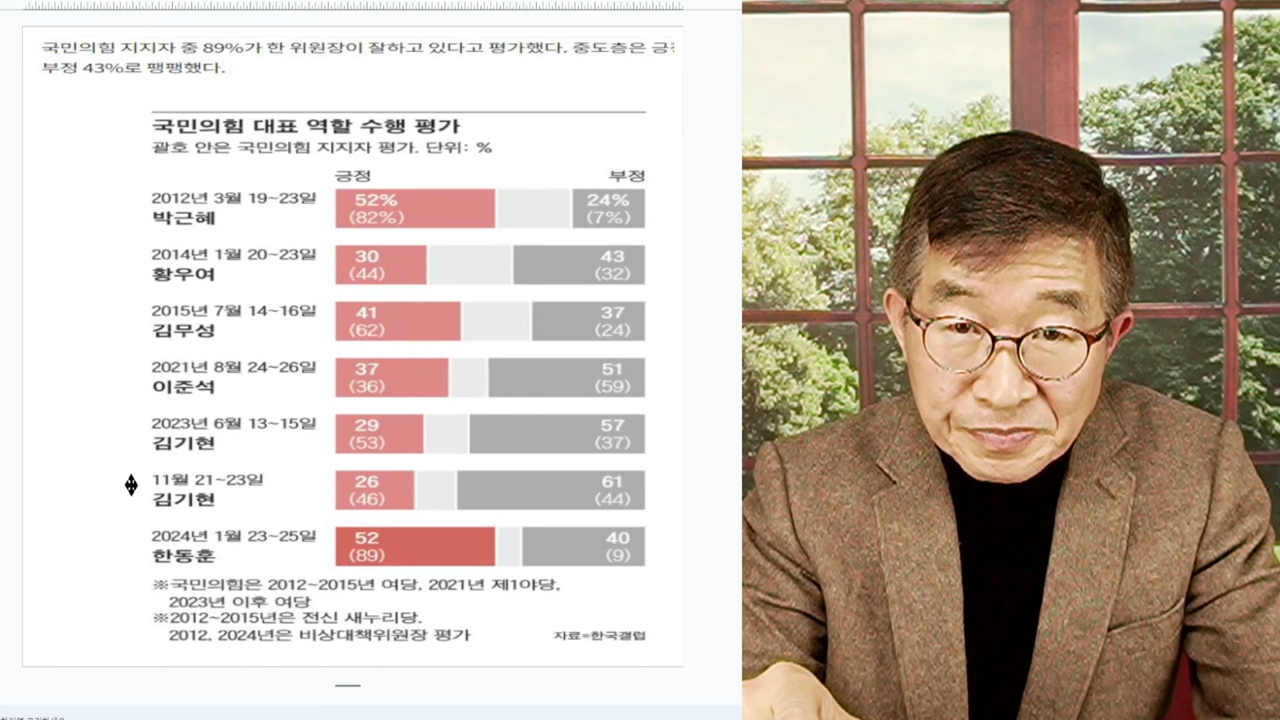 국민의힘 지지자 중 89%가 한 위원장이 잘하고 있다고 평가했다. 중도층은
부정 43%로 팽팽했다.
국민의힘 대표 역할 수행 평가
괄호 안은 국민의힘 지지자 평가. 단위: %
긍정 부정
2012년 3월 19~23일 52% 24%
박근혜 (82%) (7%)
2014년 1월 20~23일 30 43
황우여 (44) (32)
2015년 7월 14~16일 41 37
김무성 (62) (24)
2021년 8월 24~26일 37 51
이준석 (36) (59)
2023년 6월 13~15일 29 57
김기현 (53) (37)
11월 21~23일 26 61
김기현 (46) (44)
2024년 1월 23~25일 52 40
한동훈 (89) (9)
※국민의힘은 2012~2015년 여당, 2021년 제1야당,
2023년 이후 여당
※2012~2015년은 전신 새누리당.
2012, 2024년은 비상대책위원장 평가 자료=한국갤럽